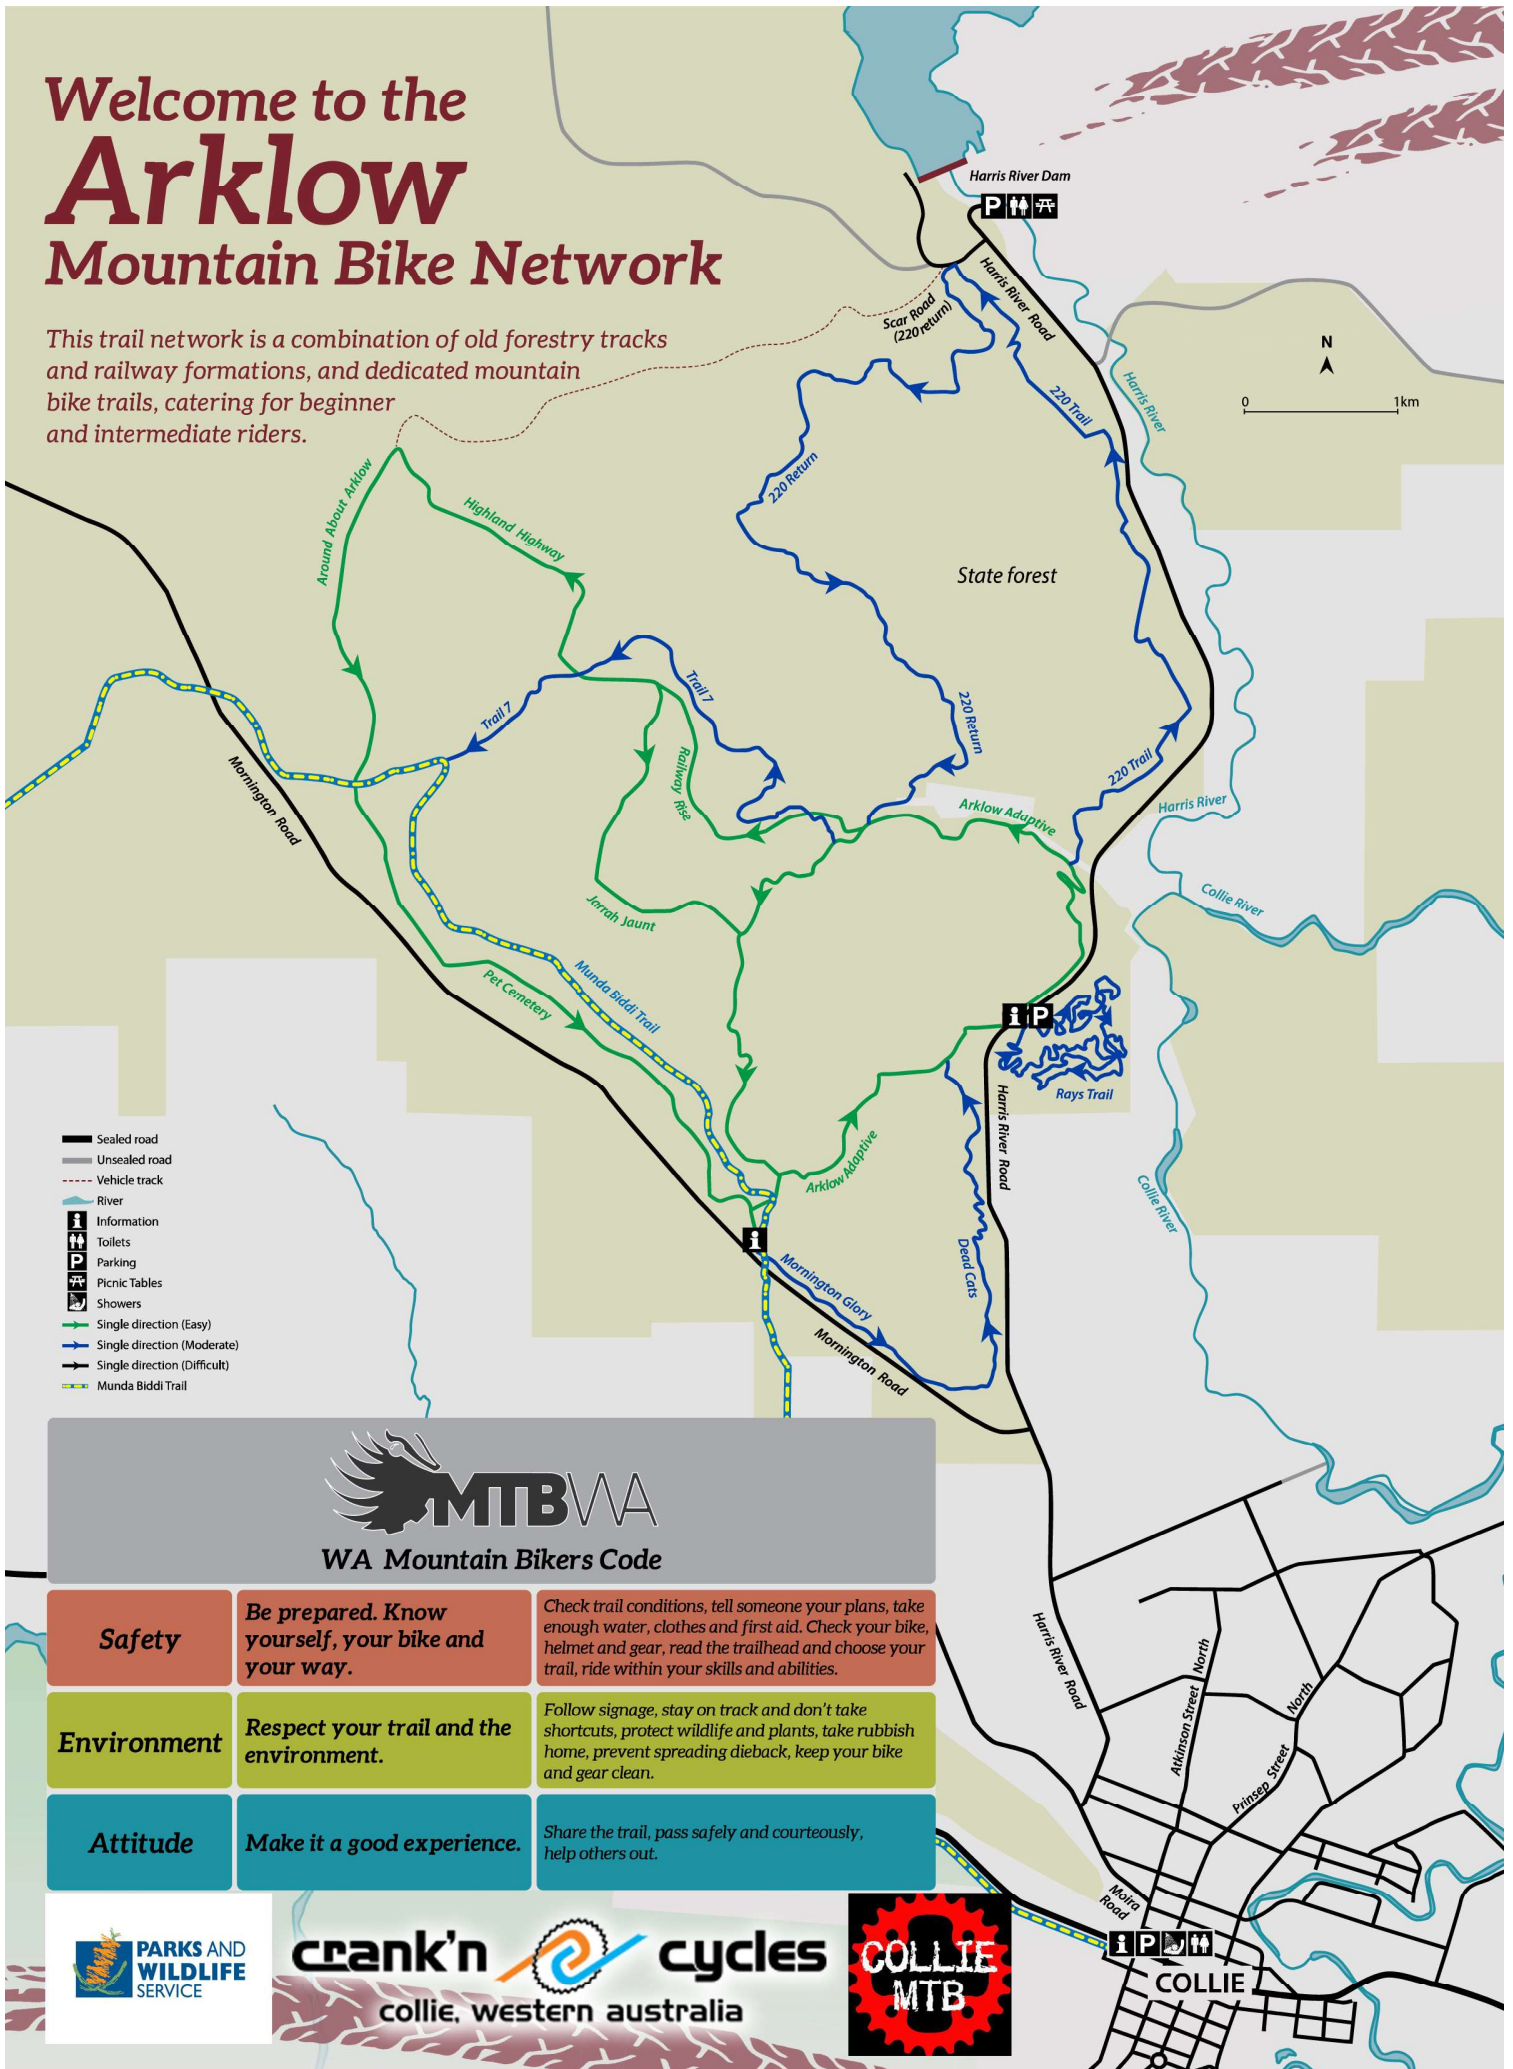 Welcome to the
Arklow
Mountain Bike Network
This trail network is a combination of old forestry tracks
and railway formations, and dedicated mountain
bike trails, catering for beginner
and intermediate riders.
Harris River Dam
P
Harris River Road
Scar Road
(220 return)
N
0 1km
Harris River
220 Trail
220 Return
Around About Arklow
Highland Highway
State forest
Trail 7
Trail 7
220 Return
Railway Rise
220 Trail
Mornington Road
Arklow Adaptive
Harris River
Collie River
Jarrah Jaunt
Pet Cemetery
Munda Biddi Trail
i P
Rays Trail
Harris River Road
Arklow Adaptive
Collie River
i
Dead Cats
Mornington Glory
Mornington Road
Sealed road
Unsealed road
Vehicle track
River
i Information
Toilets
P Parking
Picnic Tables
Showers
Single direction (Easy)
Single direction (Moderate)
Single direction (Difficult)
Munda Biddi Trail
MTBWA
WA Mountain Bikers Code
Safety
Be prepared. Know
yourself, your bike and
your way.
Check trail conditions, tell someone your plans, take
enough water, clothes and first aid. Check your bike,
helmet and gear, read the trailhead and choose your
trail, ride within your skills and abilities.
Environment
Respect your trail and the
environment.
Follow signage, stay on track and don't take
shortcuts, protect wildlife and plants, take rubbish
home, prevent spreading dieback, keep your bike
and gear clean.
Attitude
Make it a good experience.
Share the trail, pass safely and courteously,
help others out.
Harris River Road
Atkinson Street North
Prinsep Street North
Moira
Road
i P
COLLIE
PARKS AND
WILDLIFE
SERVICE
crank'n cycles
collie, western australia
COLLIE
MTB